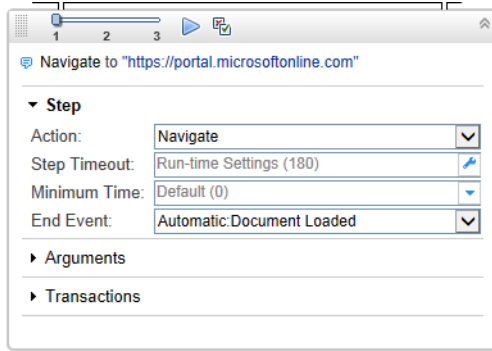 1 2 3
Navigate to "https://portal.microsoftonline.com"
Step
Action: Navigate
Step Timeout: Run-time Settings (180)
Minimum Time: Default (0)
End Event: Automatic:Document Loaded
Arguments
Transactions